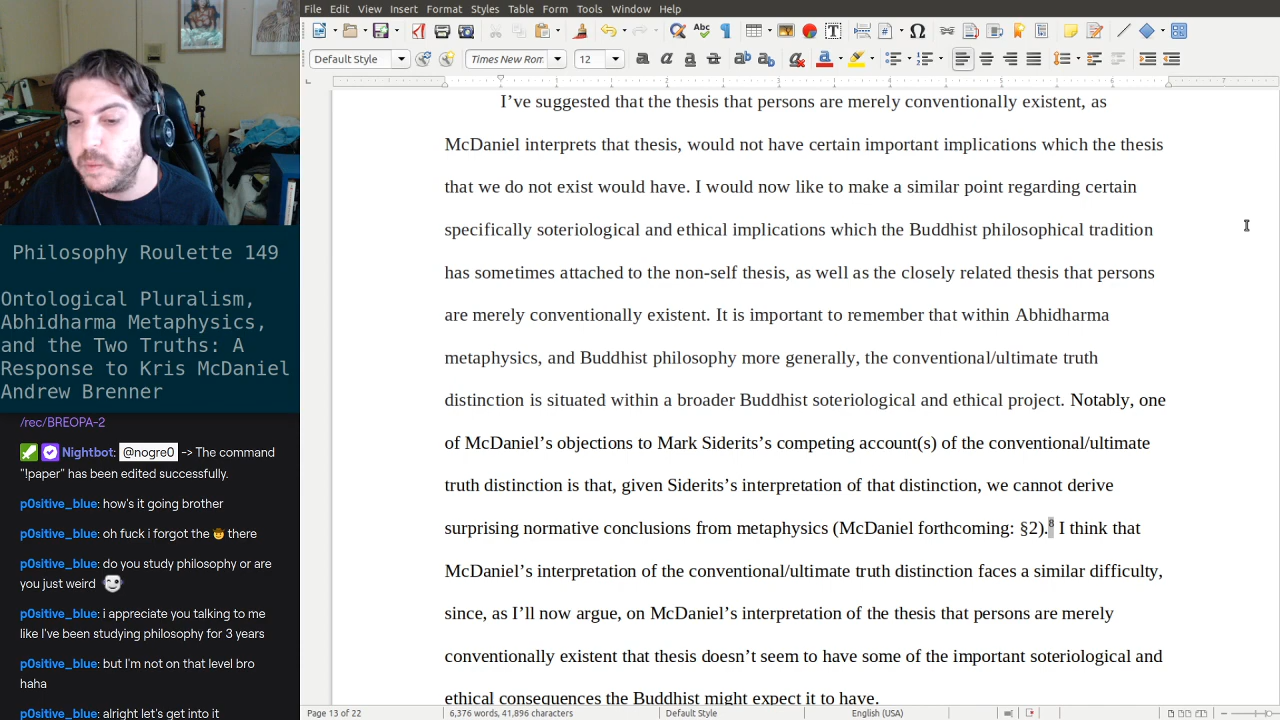 File Edit View Insert Format Styles Table Form Tools Window Help
Default Style Times New Rom 12
I’ve suggested that the thesis that persons are merely conventionally existent, as
McDaniel interprets that thesis, would not have certain important implications which the thesis
that we do not exist would have. I would now like to make a similar point regarding certain
specifically soteriological and ethical implications which the Buddhist philosophical tradition
has sometimes attached to the non-self thesis, as well as the closely related thesis that persons
are merely conventionally existent. It is important to remember that within Abhidharma
metaphysics, and Buddhist philosophy more generally, the conventional/ultimate truth
distinction is situated within a broader Buddhist soteriological and ethical project. Notably, one
of McDaniel’s objections to Mark Siderits’s competing account(s) of the conventional/ultimate
truth distinction is that, given Siderits’s interpretation of that distinction, we cannot derive
surprising normative conclusions from metaphysics (McDaniel forthcoming: §2).8 I think that
McDaniel’s interpretation of the conventional/ultimate truth distinction faces a similar difficulty,
since, as I’ll now argue, on McDaniel’s interpretation of the thesis that persons are merely
conventionally existent that thesis doesn’t seem to have some of the important soteriological and
ethical consequences the Buddhist might expect it to have.
Page 13 of 22 6,376 words, 41,896 characters Default Style English (USA)
Philosophy Roulette 149
Ontological Pluralism,
Abhidharma Metaphysics,
and the Two Truths: A
Response to Kris McDaniel
Andrew Brenner
/rec/BREOPA-2
Nightbot: @nogre0 -> The command
"!paper" has been edited successfully.
p0sitive_blue: how's it going brother
p0sitive_blue: oh fuck i forgot the 🤠 there
p0sitive_blue: do you study philosophy or are
you just weird
p0sitive_blue: i appreciate you talking to me
like I've been studying philosophy for 3 years
p0sitive_blue: but I'm not on that level bro
haha
p0sitive_blue: alright let's get into it